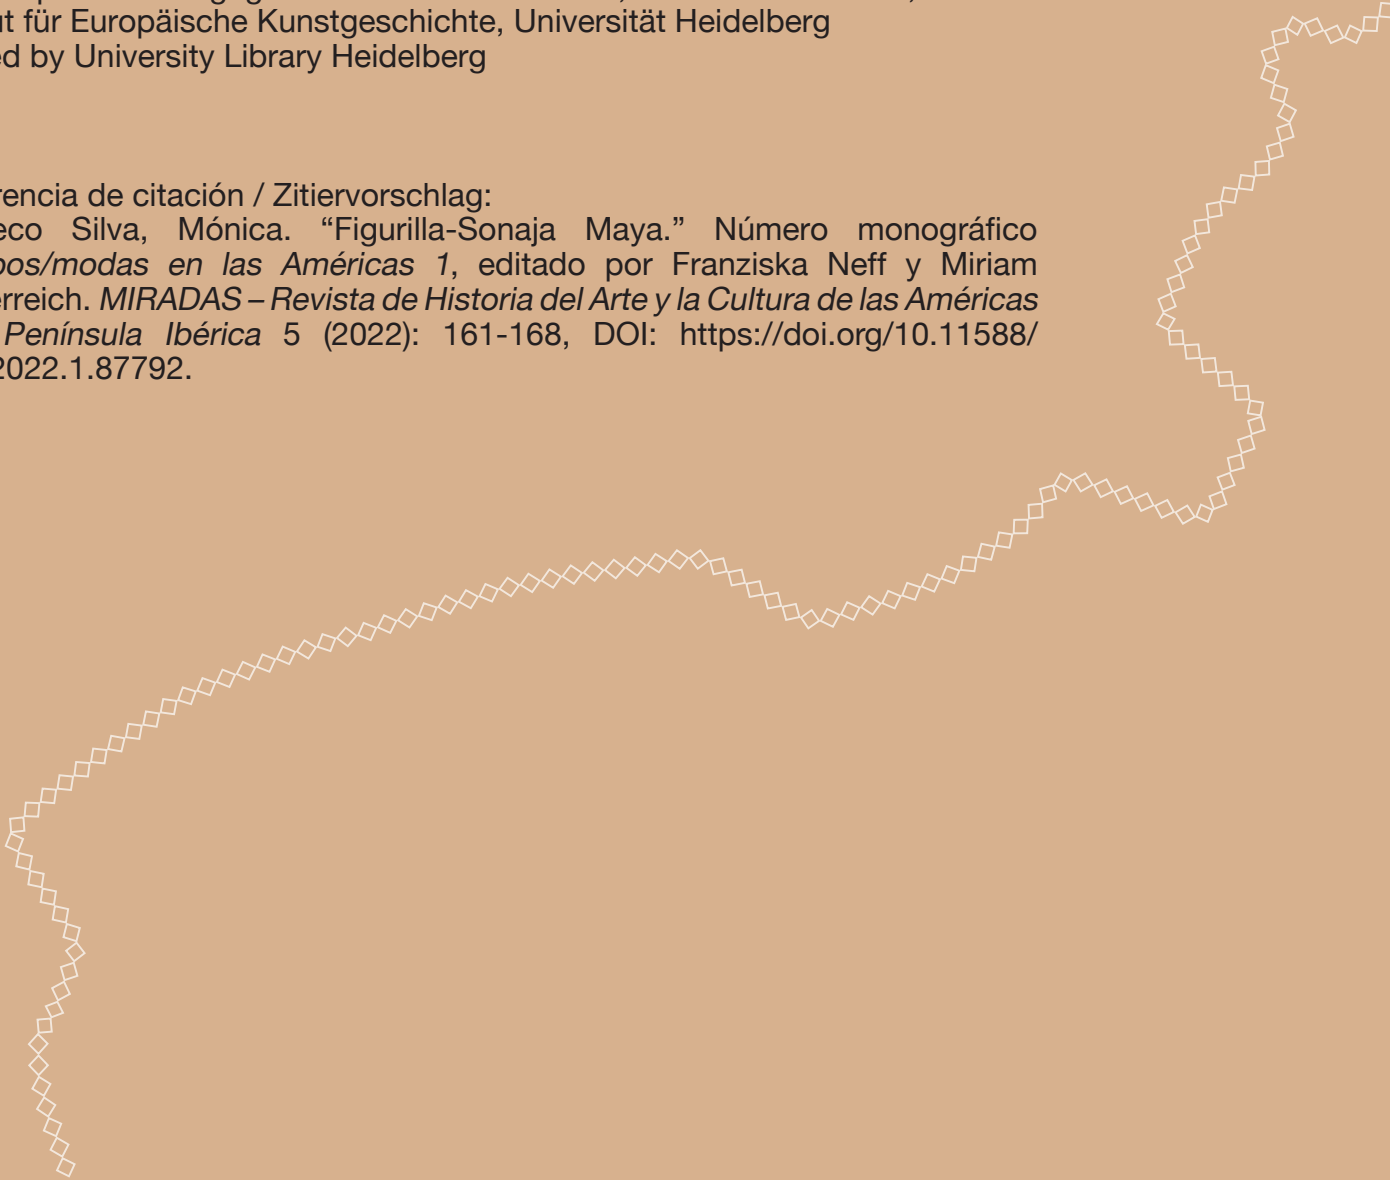 t für Europäische Kunstgeschichte, Universität Heidelberg
ed by University Library Heidelberg
rencia de citación / Zitiervorschlag:
eco Silva, Mónica. “Figurilla-Sonaja Maya.” Número monográfico
pos/modas en las Américas 1, editado por Franziska Neff y Miriam
erreich. MIRADAS – Revista de Historia del Arte y la Cultura de las Américas
Península Ibérica 5 (2022): 161-168, DOI: https://doi.org/10.11588/
2022.1.87792.